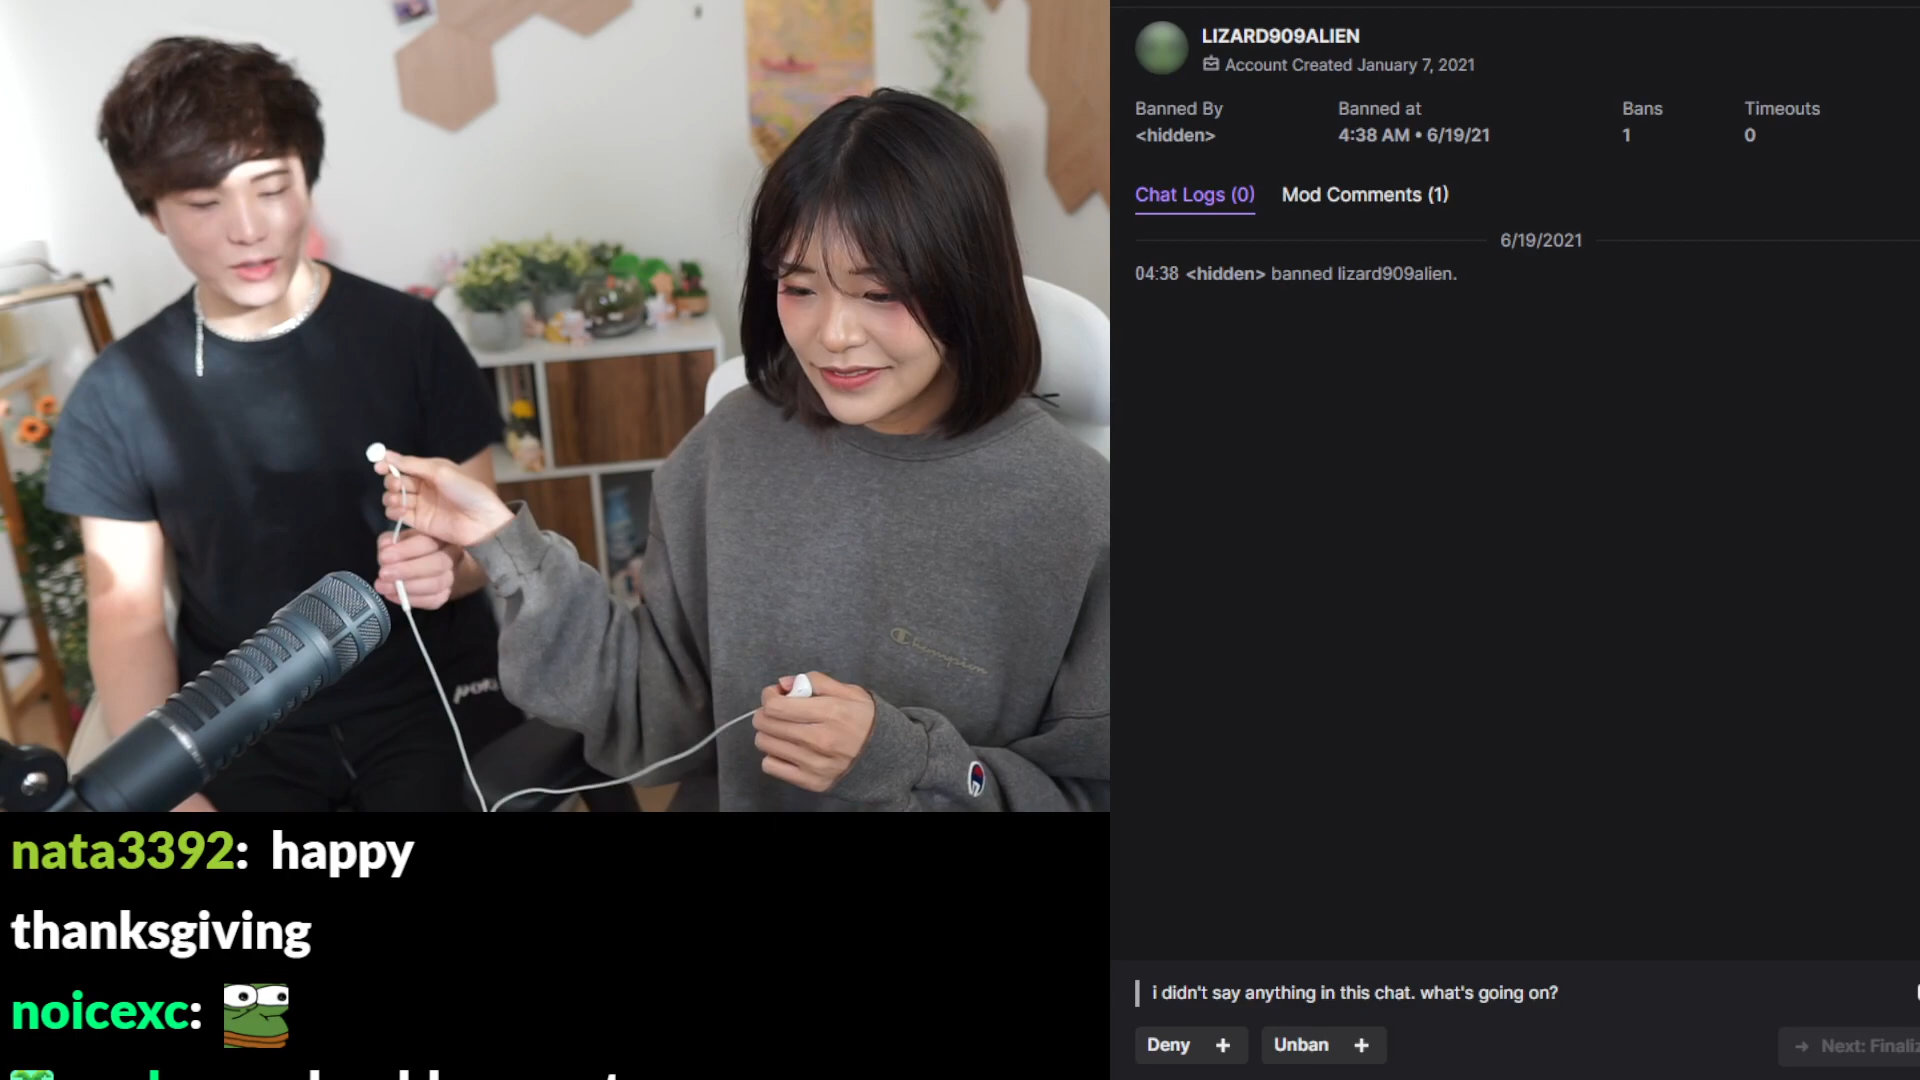 LIZARD909ALIEN
Account Created January 7, 2021
Banned By
<hidden>
Banned at
4:38 AM • 6/19/21
Bans
1
Timeouts
0
Chat Logs (0)
Mod Comments (1)
6/19/2021
04:38 <hidden> banned lizard909alien.
i didn't say anything in this chat. what's going on?
Deny +
Unban +
Champion
nata3392: happy
thanksgiving
noicexc: